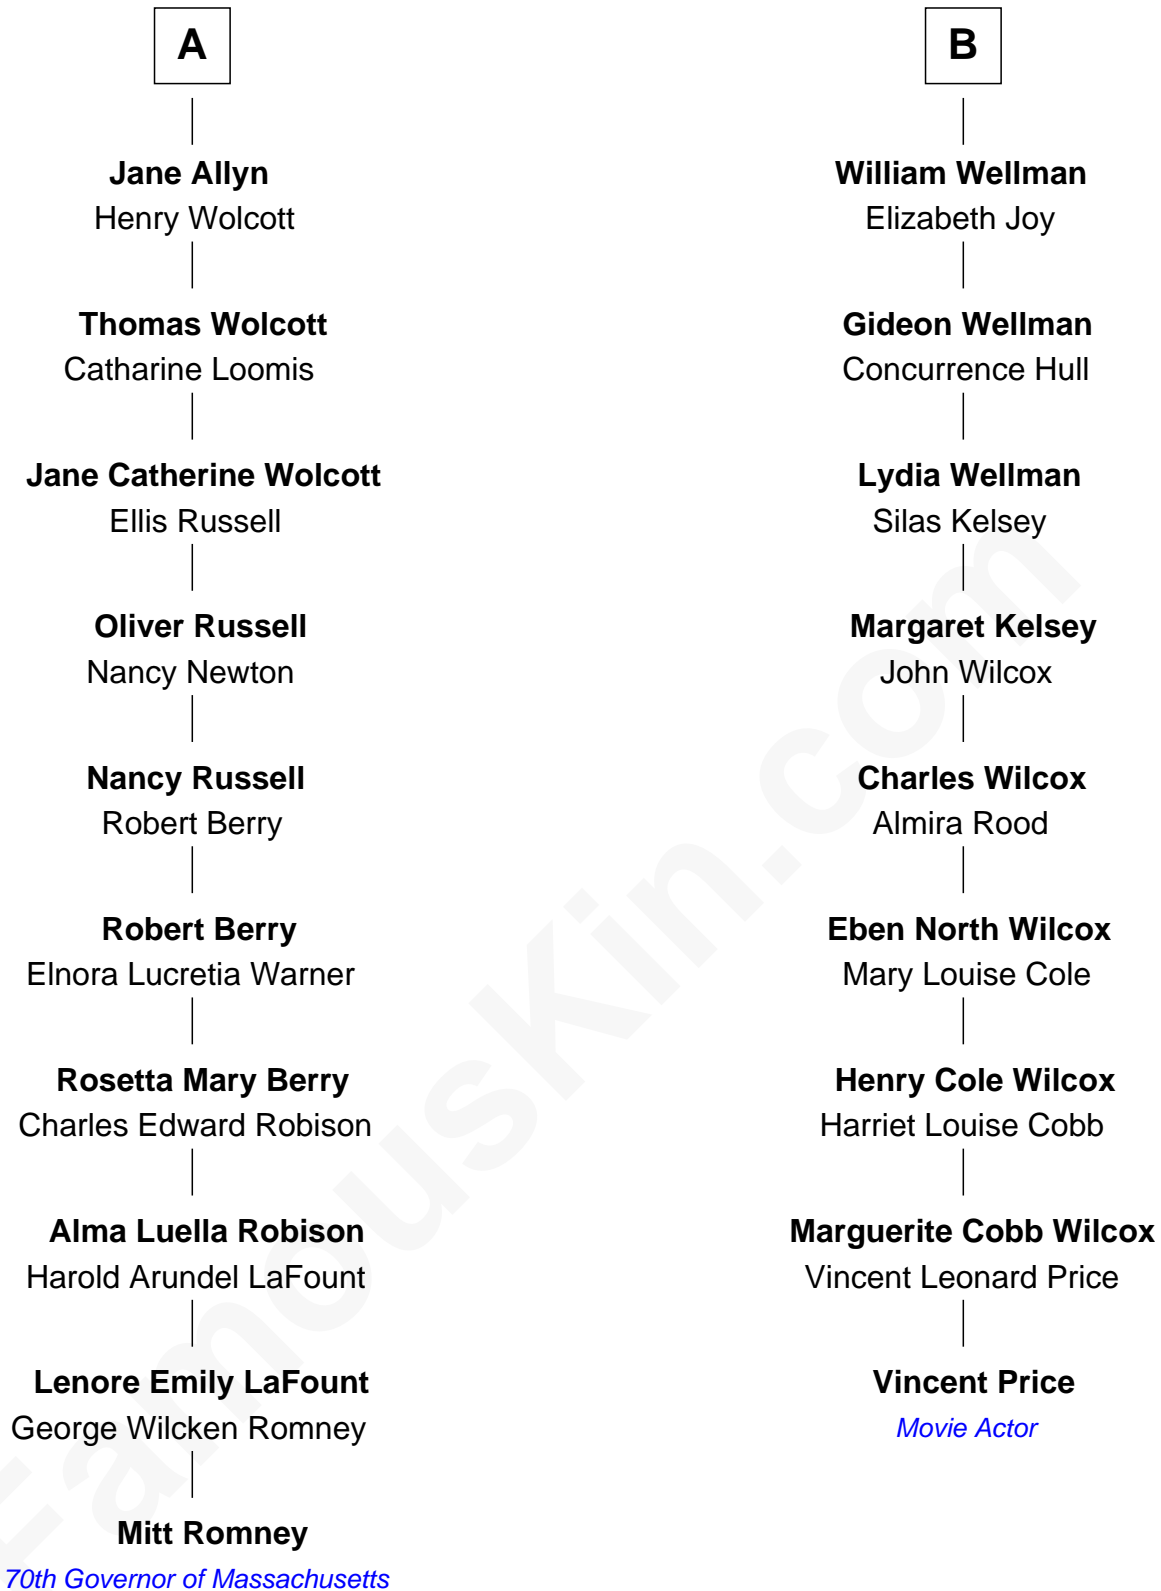 A
Jane Allyn
Henry Wolcott
Thomas Wolcott
Catharine Loomis
Jane Catherine Wolcott
Ellis Russell
Oliver Russell
Nancy Newton
Nancy Russell
Robert Berry
Robert Berry
Elnora Lucretia Warner
Rosetta Mary Berry
Charles Edward Robison
Alma Luella Robison
Harold Arundel LaFount
Lenore Emily LaFount
George Wilcken Romney
Mitt Romney
70th Governor of Massachusetts
B
William Wellman
Elizabeth Joy
Gideon Wellman
Concurrence Hull
Lydia Wellman
Silas Kelsey
Margaret Kelsey
John Wilcox
Charles Wilcox
Almira Rood
Eben North Wilcox
Mary Louise Cole
Henry Cole Wilcox
Harriet Louise Cobb
Marguerite Cobb Wilcox
Vincent Leonard Price
Vincent Price
Movie Actor
FamousKin.com